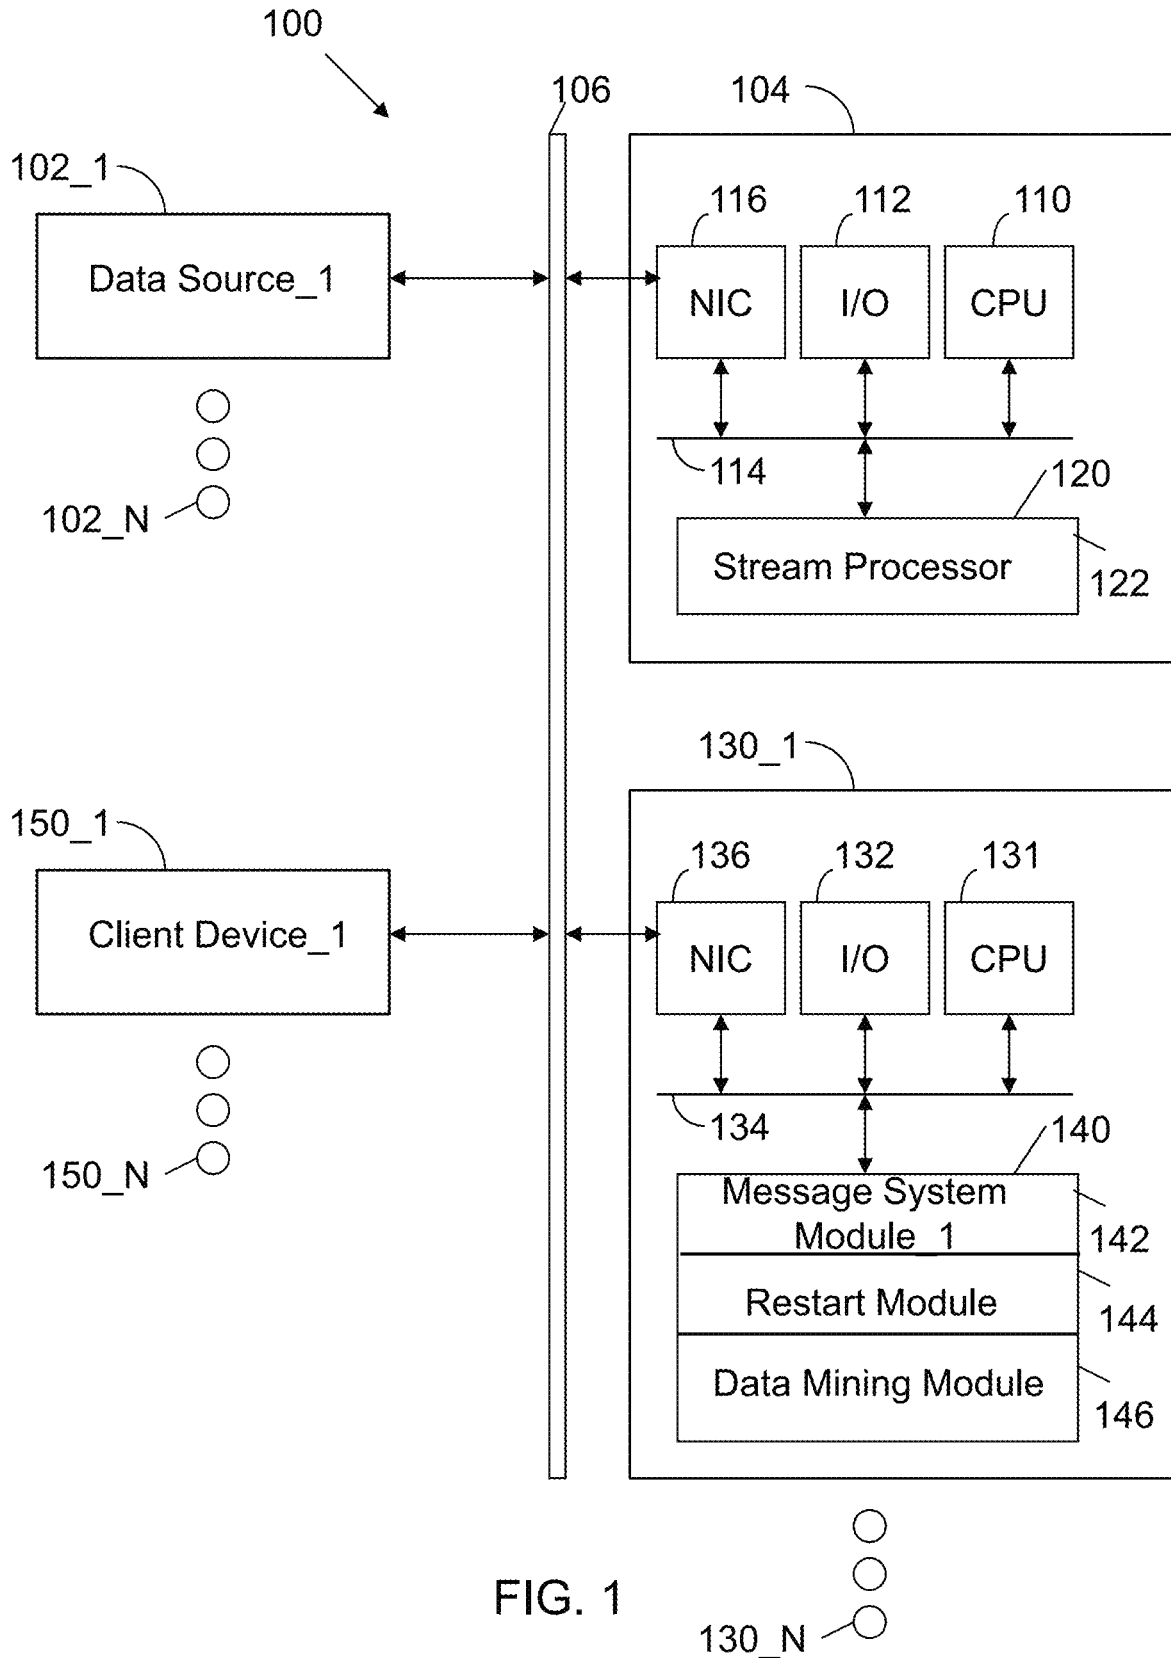 100
106
104
102_1
116
112
110
Data Source_1
NIC
I/O
CPU
114
120
102_N
Stream Processor
122
130_1
150_1
136
132
131
Client Device_1
NIC
I/O
CPU
134
140
150_N
Message System
Module_1
142
Restart Module
144
Data Mining Module
146
FIG. 1
130_N